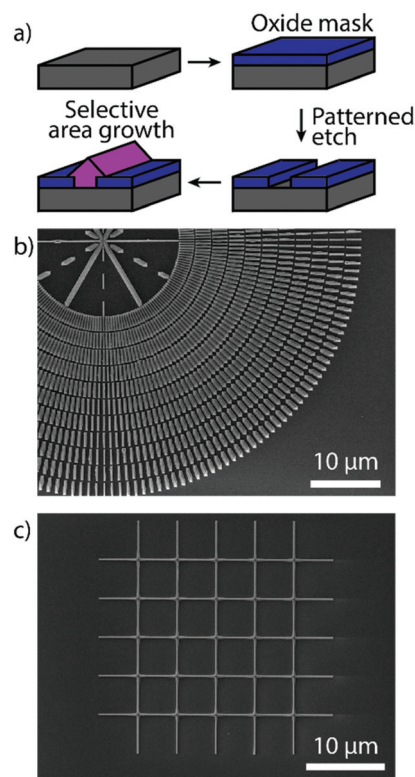 a)
Oxide mask
Selective
area growth
Patterned
etch
b)
10 µm
c)
10 µm